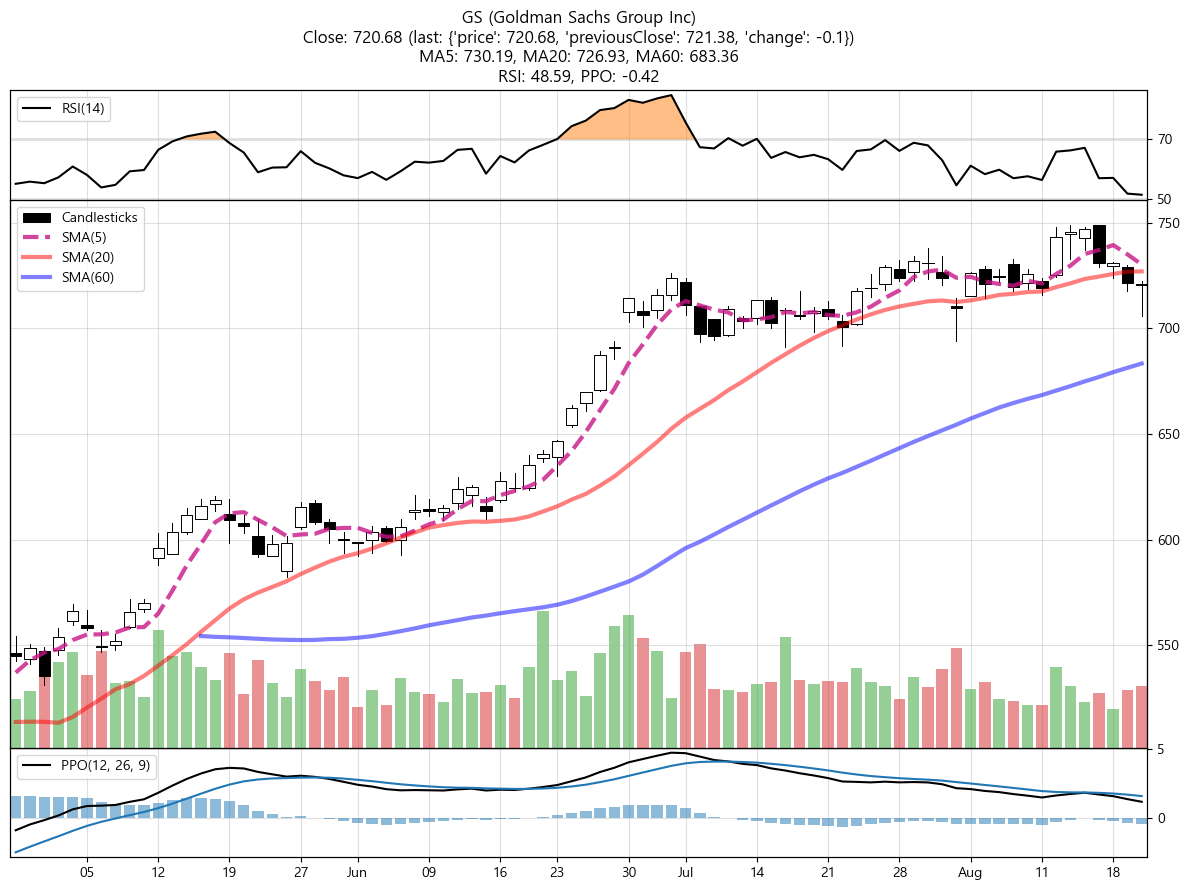 GS (Goldman Sachs Group Inc)
Close: 720.68 (last: {'price': 720.68, 'previousClose': 721.38, 'change': -0.1})
MA5: 730.19, MA20: 726.93, MA60: 683.36
RSI: 48.59, PPO: -0.42
RSI(14)
70
50
Candlesticks
SMA(5)
SMA(20)
SMA(60)
750
700
650
600
550
PPO(12, 26, 9)
5
0
05 12 19 27 Jun 09 16 23 30 Jul 14 21 28 Aug 11 18